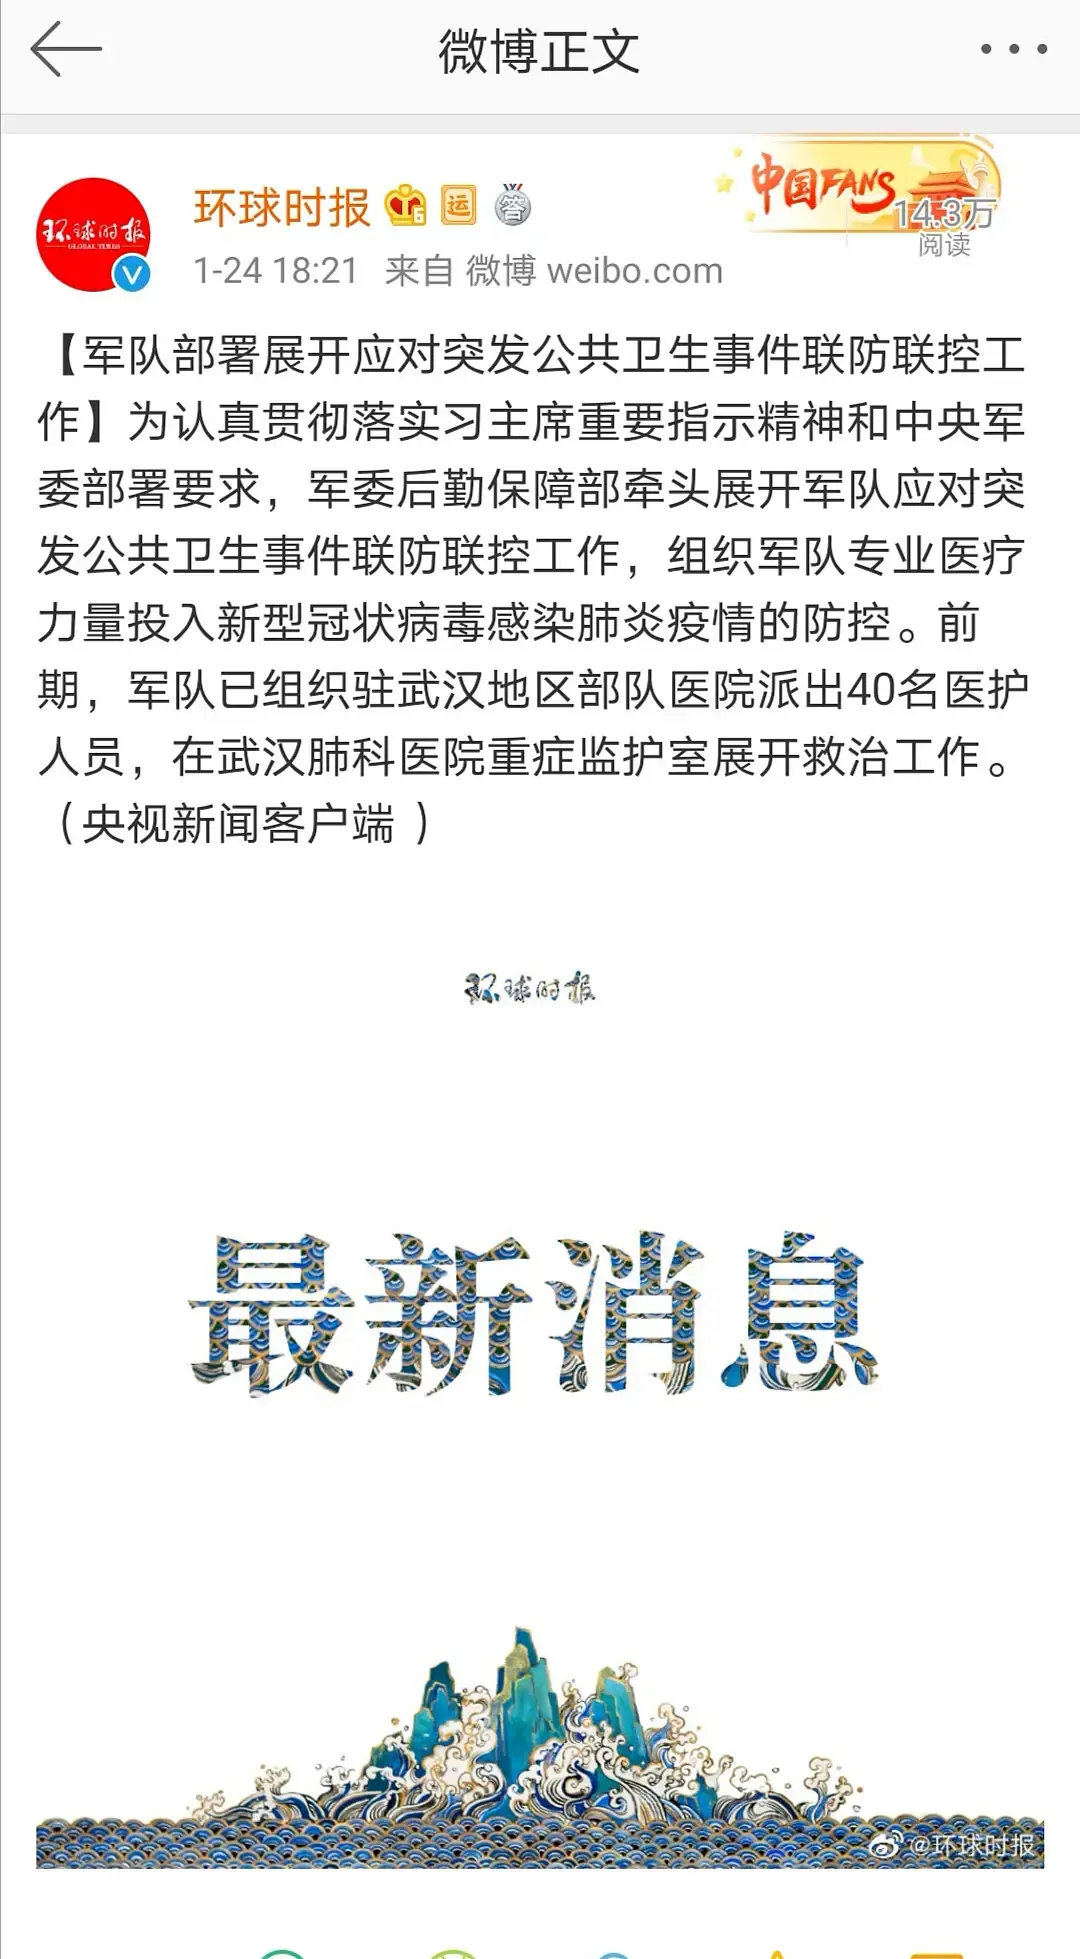 微博正文
环球时报
GLOBAL TIMES
环球时报 运 答
中国FANS
14.3万
阅读
1-24 18:21 来自 微博 weibo.com
【军队部署展开应对突发公共卫生事件联防联控工
作】为认真贯彻落实习主席重要指示精神和中央军
委部署要求，军委后勤保障部牵头展开军队应对突
发公共卫生事件联防联控工作，组织军队专业医疗
力量投入新型冠状病毒感染肺炎疫情的防控。前
期，军队已组织驻武汉地区部队医院派出40名医护
人员，在武汉肺科医院重症监护室展开救治工作。
（央视新闻客户端 ）
环球时报
最新消息
@环球时报